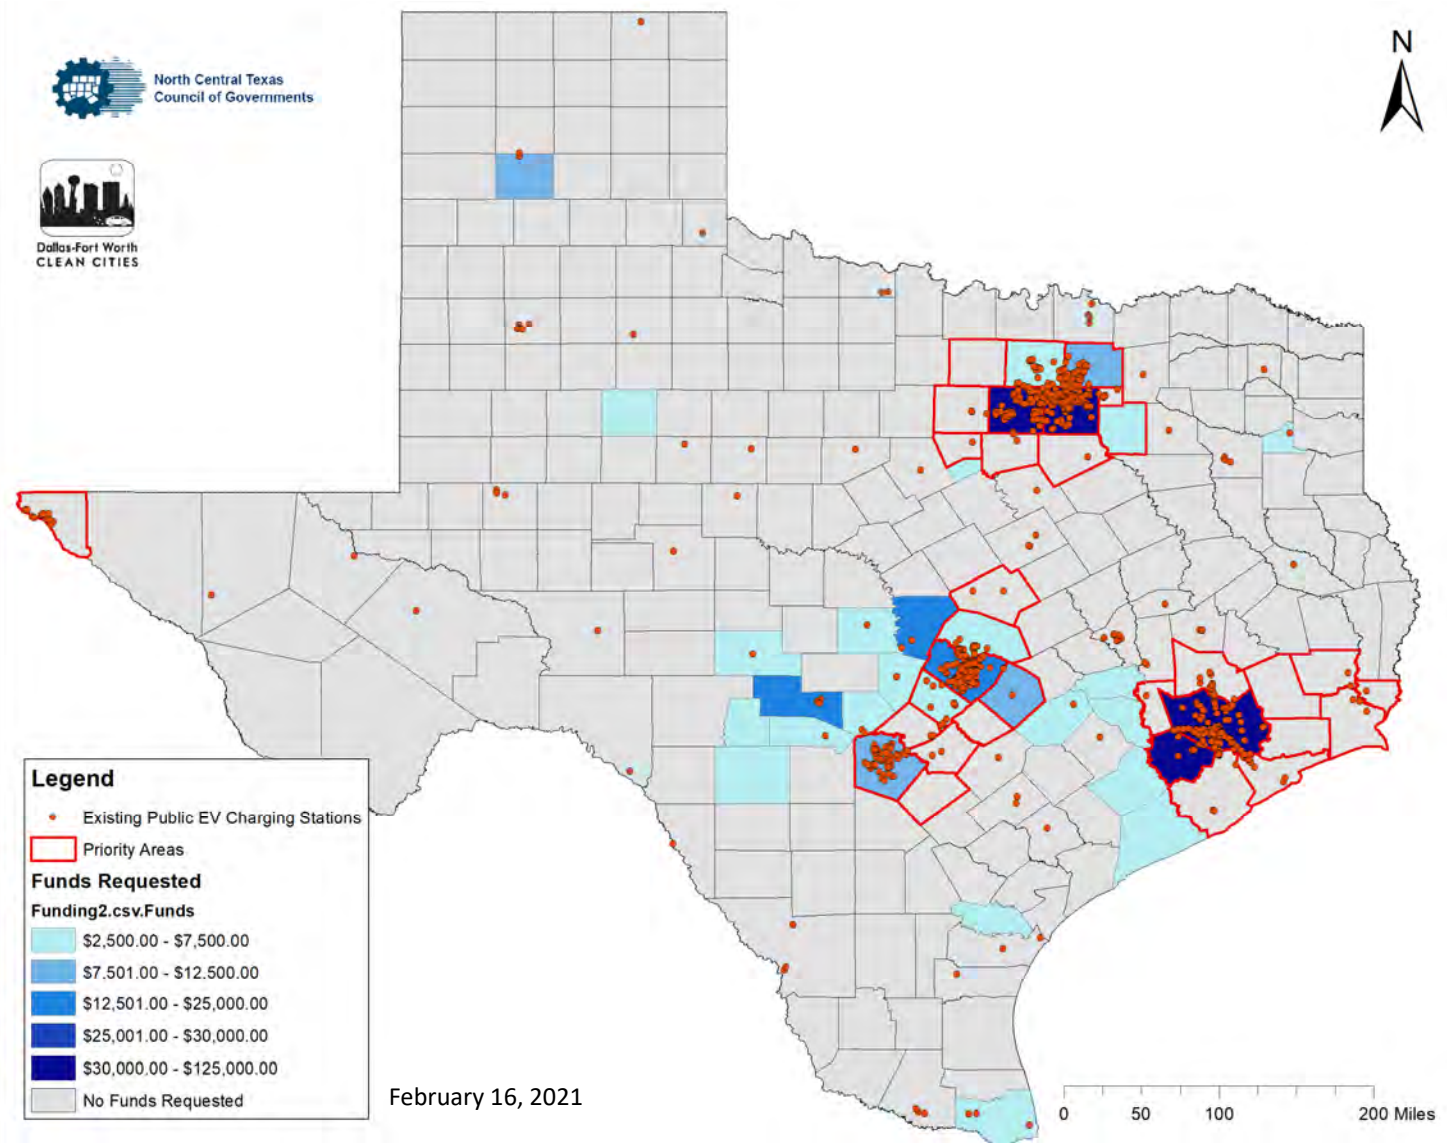 North Central Texas
Council of Governments
N
Dallas-Fort Worth
CLEAN CITIES
Legend
Existing Public EV Charging Stations
Priority Areas
Funds Requested
Funding2.csv.Funds
$2,500.00 - $7,500.00
$7,501.00 - $12,500.00
$12,501.00 - $25,000.00
$25,001.00 - $30,000.00
$30,000.00 - $125,000.00
No Funds Requested
February 16, 2021
0 50 100 200 Miles